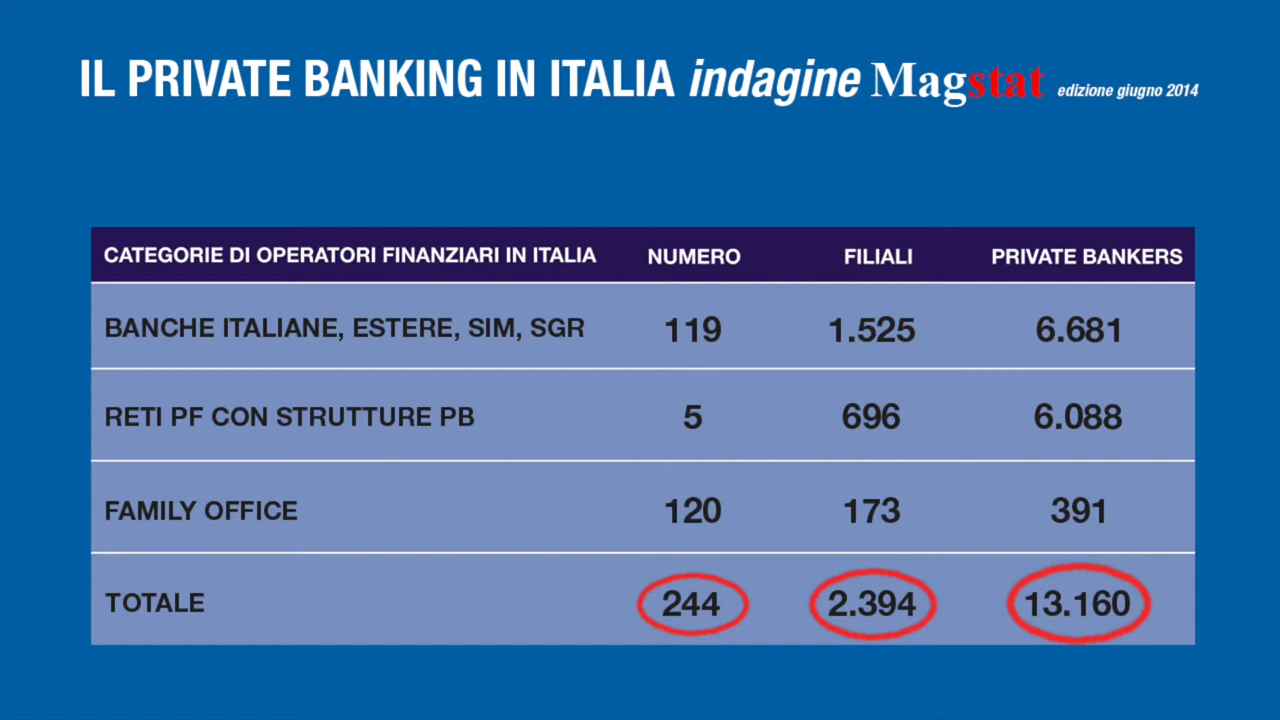 IL PRIVATE BANKING IN ITALIA indagine Magstat edizione giugno 2014
CATEGORIE DI OPERATORI FINANZIARI IN ITALIA NUMERO FILIALI PRIVATE BANKERS
BANCHE ITALIANE, ESTERE, SIM, SGR 119 1.525 6.681
RETI PF CON STRUTTURE PB 5 696 6.088
FAMILY OFFICE 120 173 391
TOTALE 244 2.394 13.160